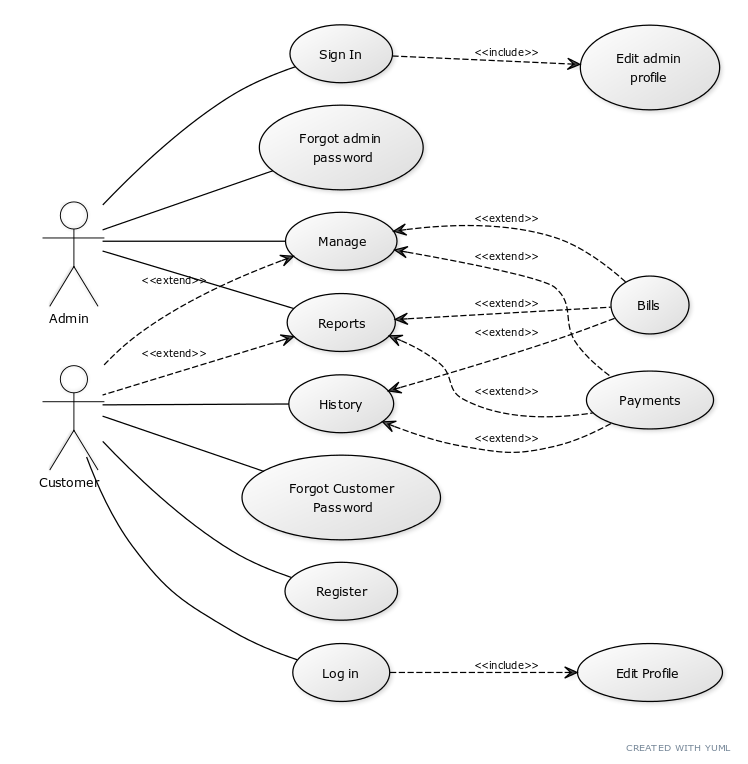 Sign In
<<include>>
Edit admin
profile
Forgot admin
password
<<extend>>
Manage
<<extend>>
<<extend>>
Admin
<<extend>>
Bills
Reports
<<extend>>
<<extend>>
<<extend>>
Payments
History
<<extend>>
Customer
Forgot Customer
Password
Register
<<include>>
Log in
Edit Profile
CREATED WITH YUML